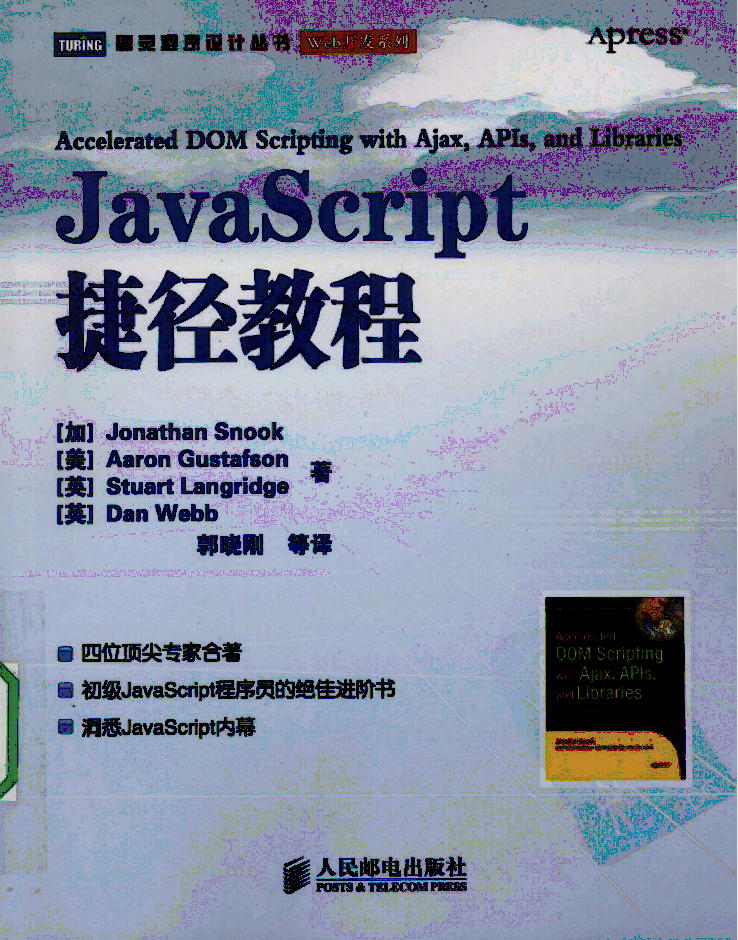 TURING 图灵程序设计丛书 Web开发系列
Apress®
Accelerated DOM Scripting with Ajax, APIs, and Libraries
JavaScript
捷径教程
[加] Jonathan Snook
[美] Aaron Gustafson
[英] Stuart Langridge
[英] Dan Webb
著
郭晓刚 等译
四位顶尖专家合著
初级JavaScript程序员的绝佳进阶书
洞悉JavaScript内幕
Accelerated
DOM Scripting
with Ajax, APIs,
and Libraries
人民邮电出版社
POSTS & TELECOM PRESS